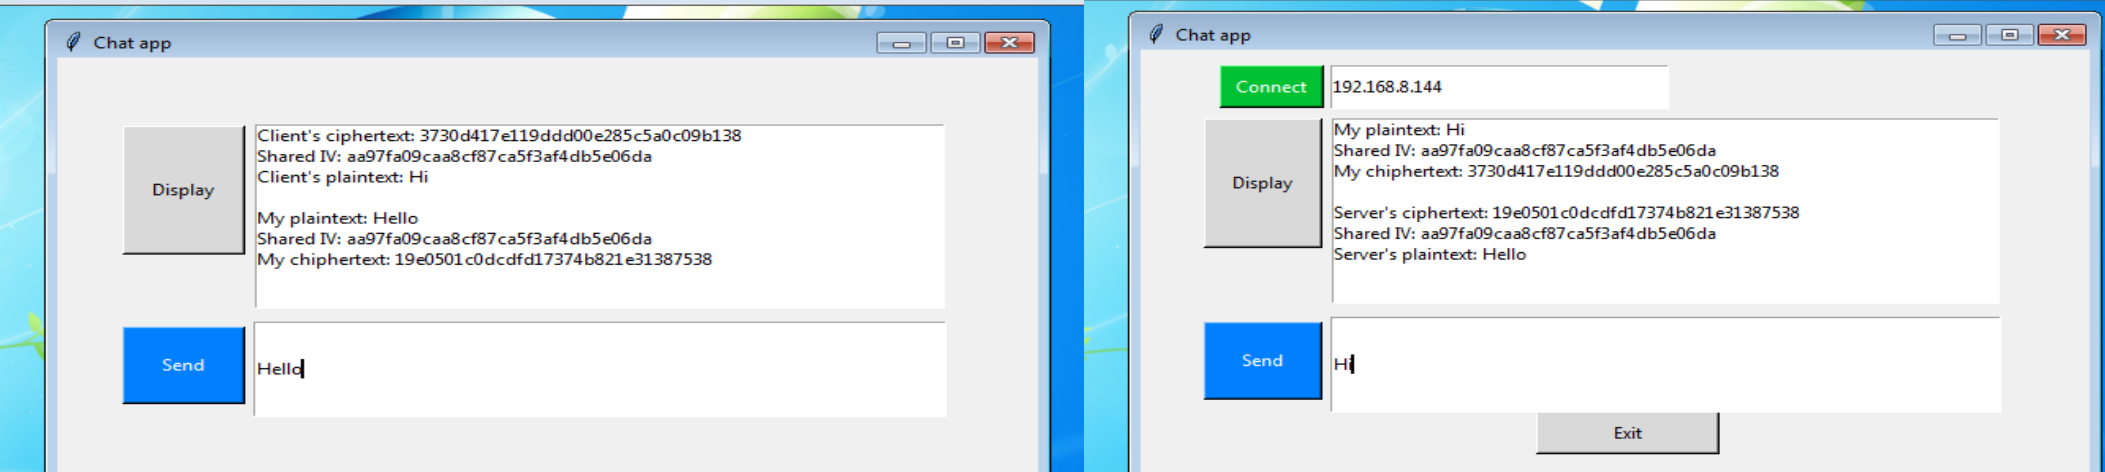 Chat app
Display
Client's ciphertext: 3730d417e119ddd00e285c5a0c09b138
Shared IV: aa97fa09caa8cf87ca5f3af4db5e06da
Client's plaintext: Hi
My plaintext: Hello
Shared IV: aa97fa09caa8cf87ca5f3af4db5e06da
My chiphertext: 19e0501c0dcdfd17374b821e31387538
Send
Hello
Chat app
Connect
192.168.8.144
Display
My plaintext: Hi
Shared IV: aa97fa09caa8cf87ca5f3af4db5e06da
My chiphertext: 3730d417e119ddd00e285c5a0c09b138
Server's ciphertext: 19e0501c0dcdfd17374b821e31387538
Shared IV: aa97fa09caa8cf87ca5f3af4db5e06da
Server's plaintext: Hello
Send
Hi
Exit